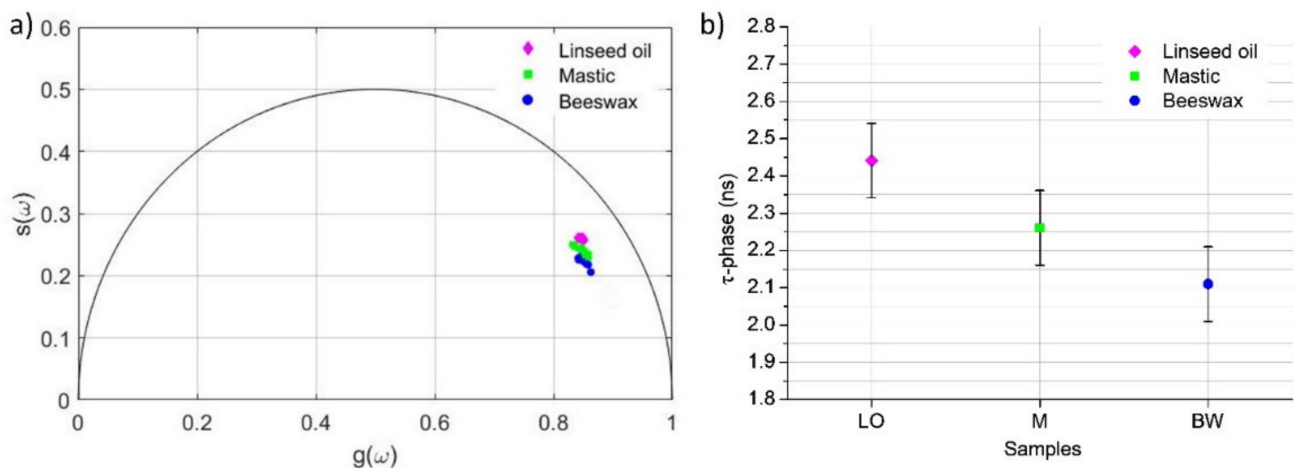 a)
0.6
0.5
0.4
0.3
0.2
0.1
0
s(ω)
Linseed oil
Mastic
Beeswax
0
0.2
0.4
0.6
0.8
1
g(ω)
b)
2.8
2.7
2.6
2.5
2.4
2.3
2.2
2.1
2.0
1.9
1.8
τ-phase (ns)
Linseed oil
Mastic
Beeswax
LO
M
BW
Samples